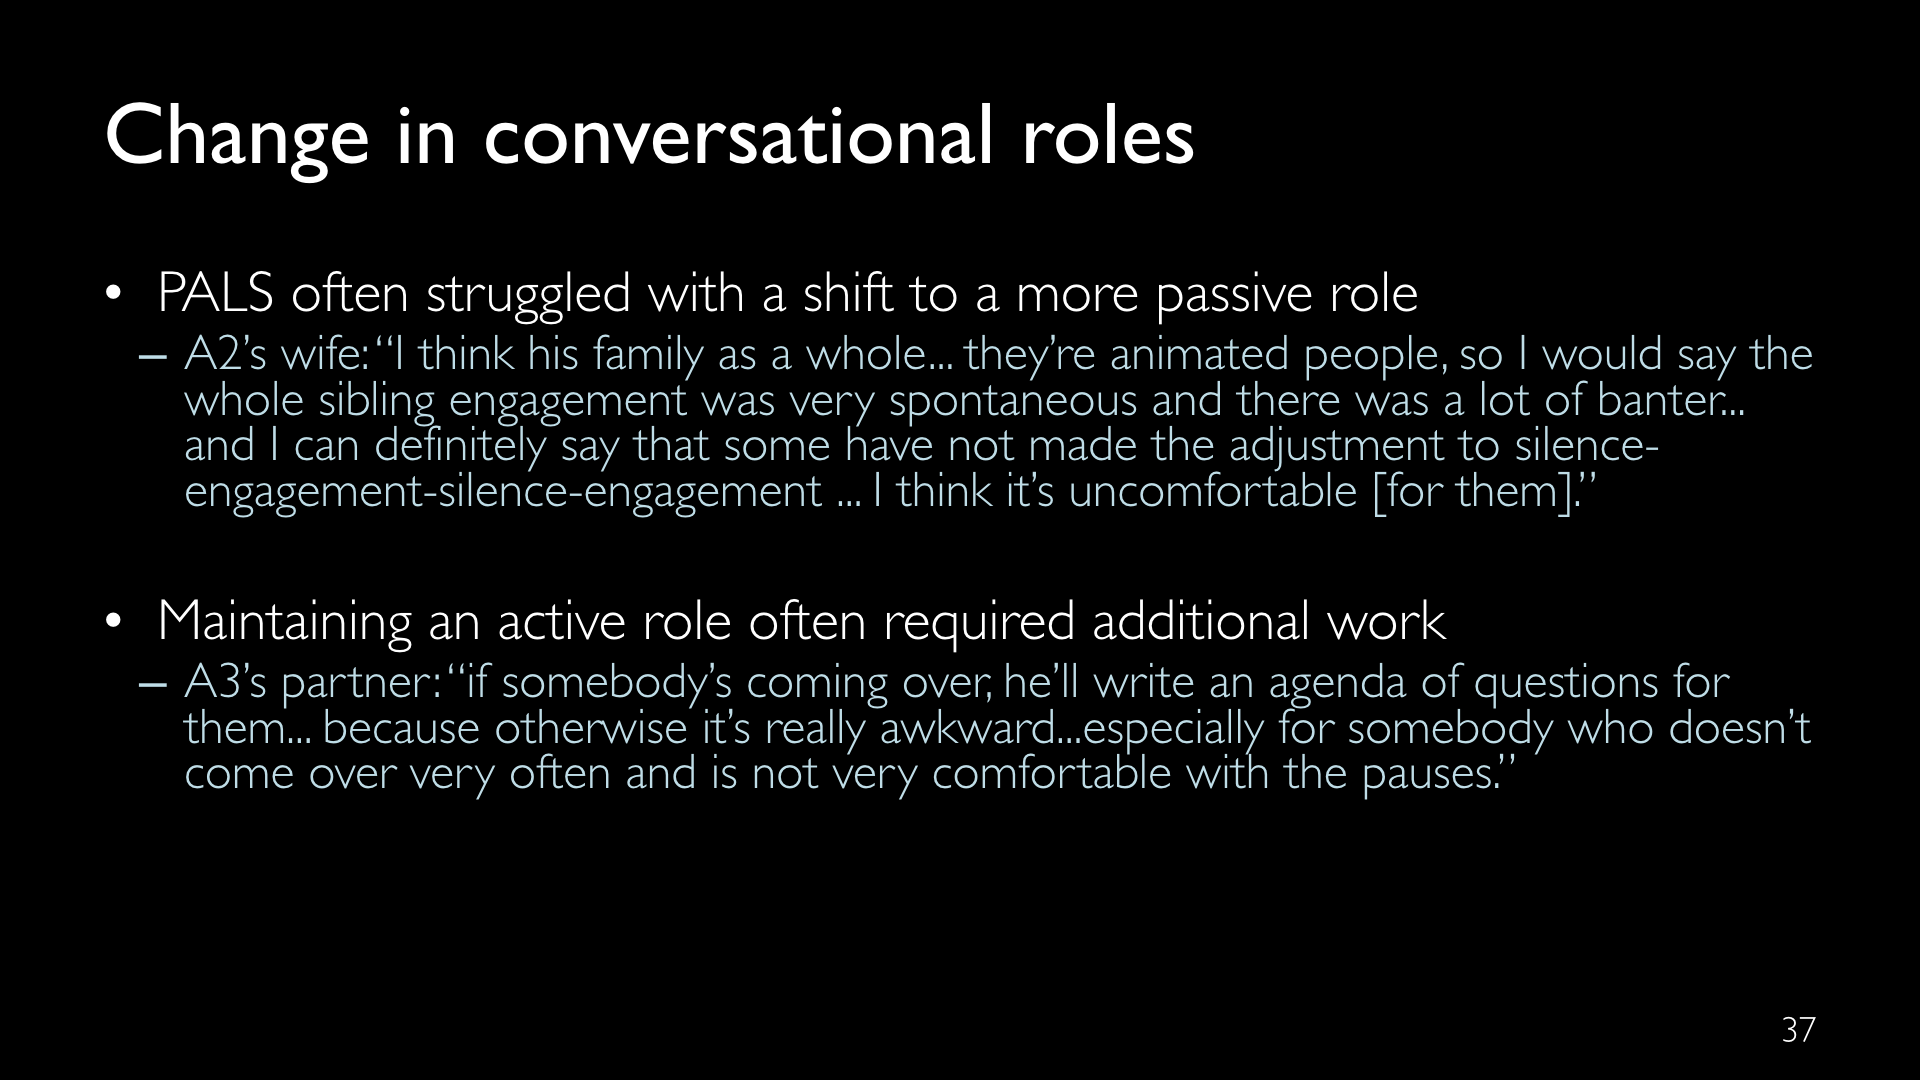 Change in conversational roles
• PALS often struggled with a shift to a more passive role
– A2’s wife: “I think his family as a whole... they’re animated people, so I would say the
whole sibling engagement was very spontaneous and there was a lot of banter...
and I can definitely say that some have not made the adjustment to silence-
engagement-silence-engagement ... I think it’s uncomfortable [for them].”
• Maintaining an active role often required additional work
– A3’s partner: “if somebody’s coming over, he’ll write an agenda of questions for
them... because otherwise it’s really awkward...especially for somebody who doesn’t
come over very often and is not very comfortable with the pauses.”
37